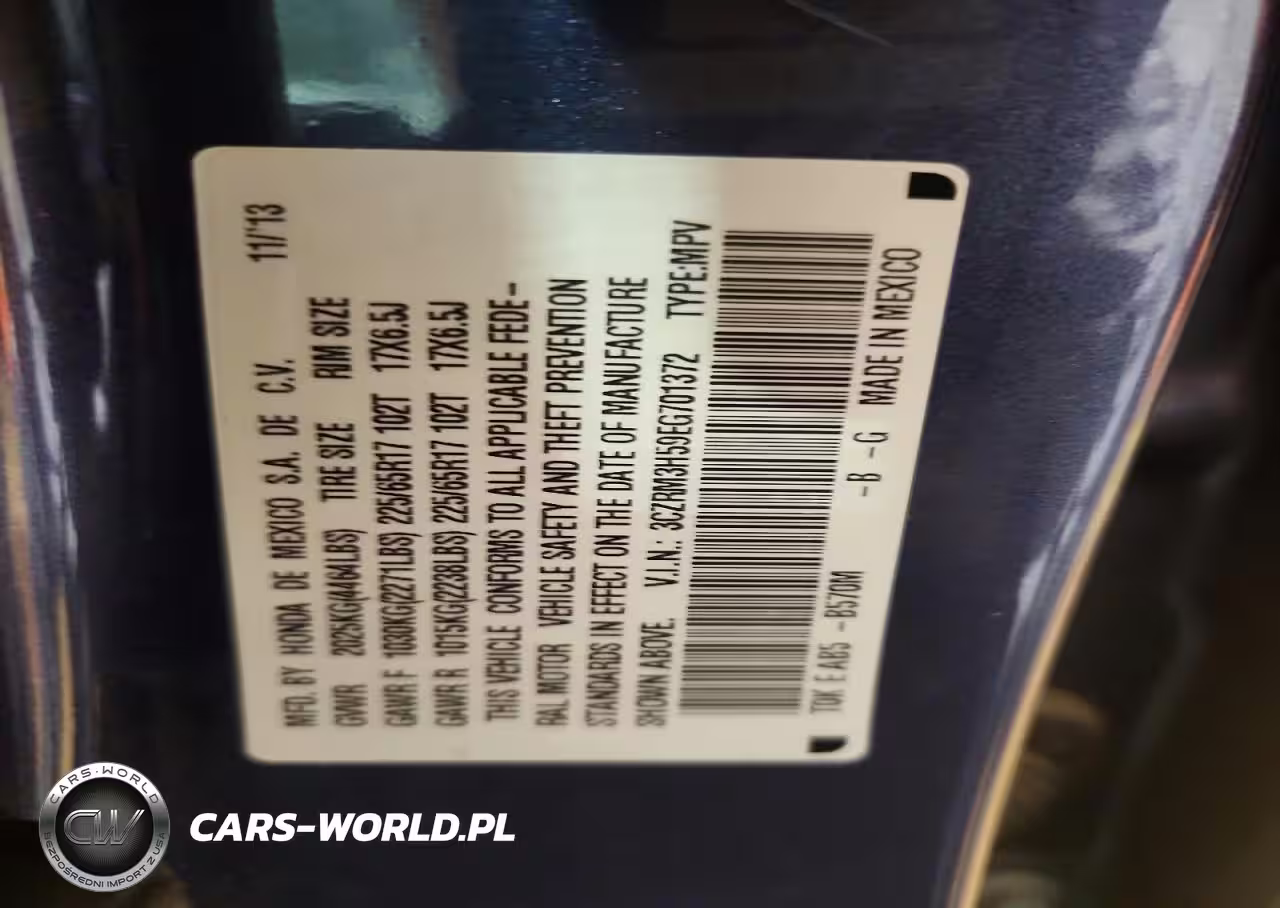 MFD. BY HONDA DE MEXICO S.A. DE C.V. 11/'13
GVWR 2025KG(4464LBS) TIRE SIZE RIM SIZE
GAWR F 1030KG(2271LBS) 225/65R17 102T 17X6.5J
GAWR R 1015KG(2238LBS) 225/65R17 102T 17X6.5J
THIS VEHICLE CONFORMS TO ALL APPLICABLE FEDE-
RAL MOTOR VEHICLE SAFETY AND THEFT PREVENTION
STANDARDS IN EFFECT ON THE DATE OF MANUFACTURE
SHOWN ABOVE. V.I.N.: 3CZRM3H59EG701372 TYPE:MPV
T0K E AB5 -B570M -B -G MADE IN MEXICO
CARS-WORLD
CW
BEZPOŚREDNI IMPORT Z USA
CARS-WORLD.PL